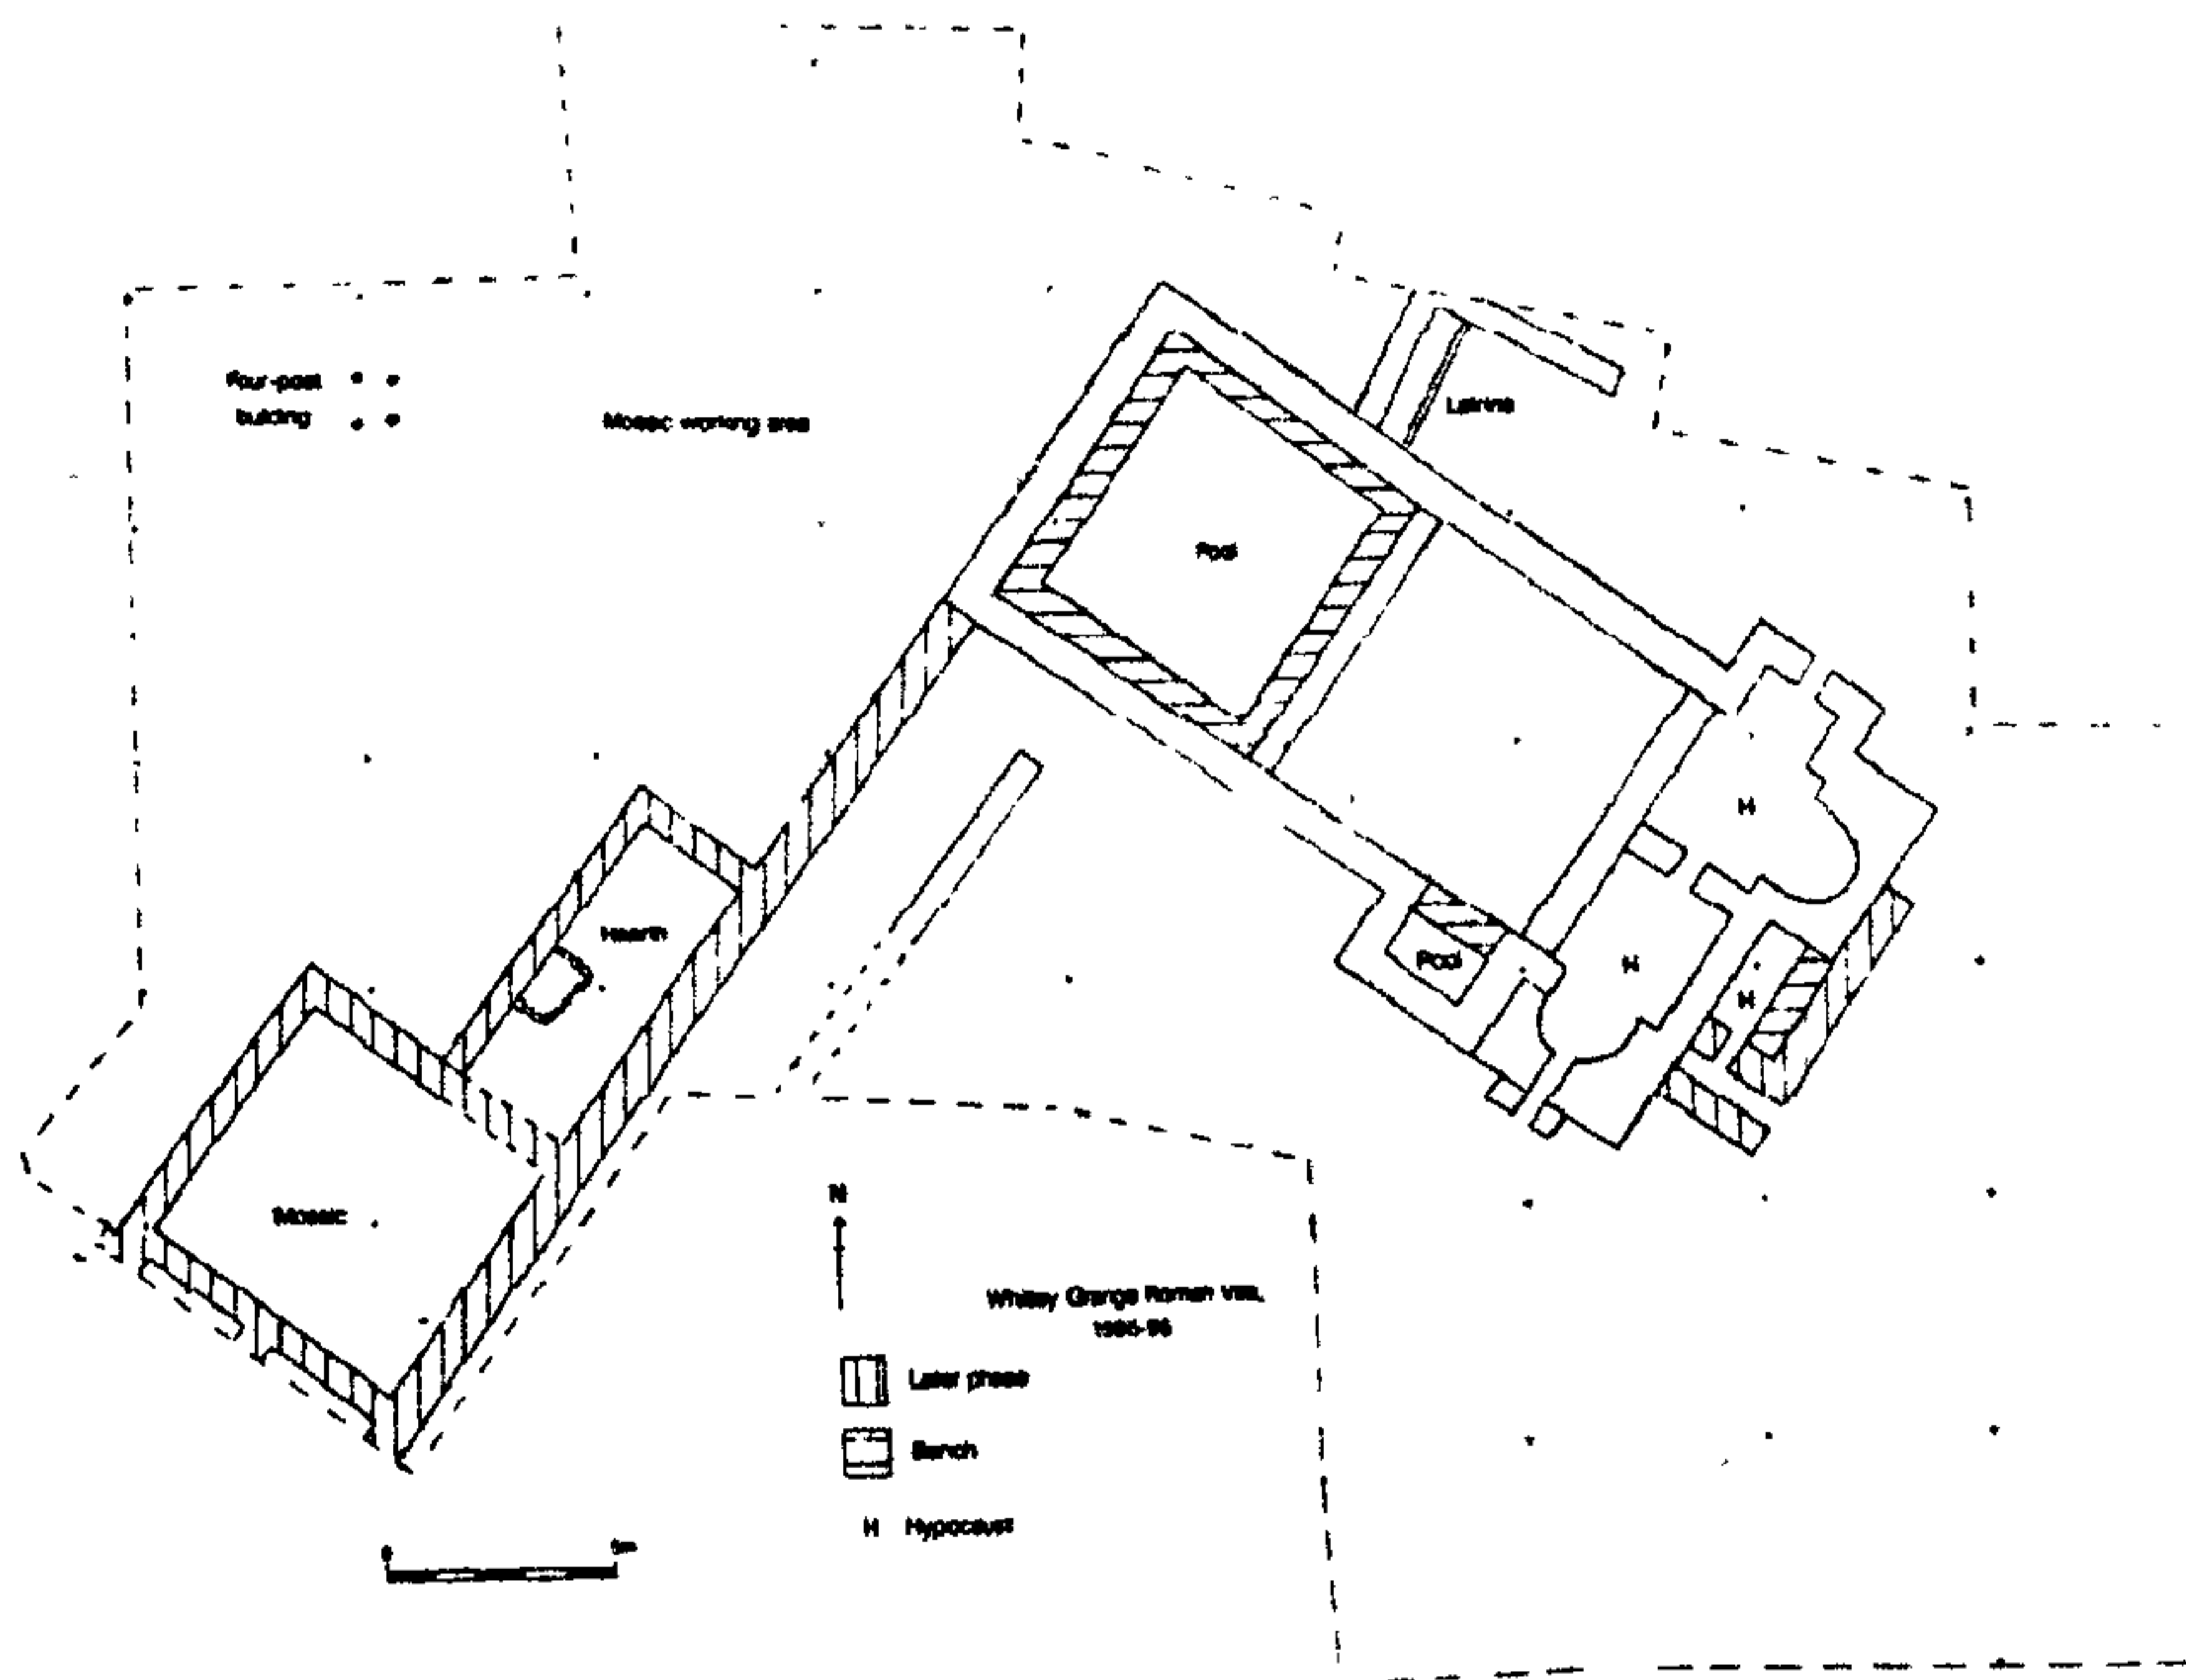 Four-post
building
Mosaic working area
Latrine
Pool
H
Hearth
Pool
H
H
Mosaic
N
Whitley Grange Roman Villa,
Later phase
Bench
H Hypocaust
0 5m